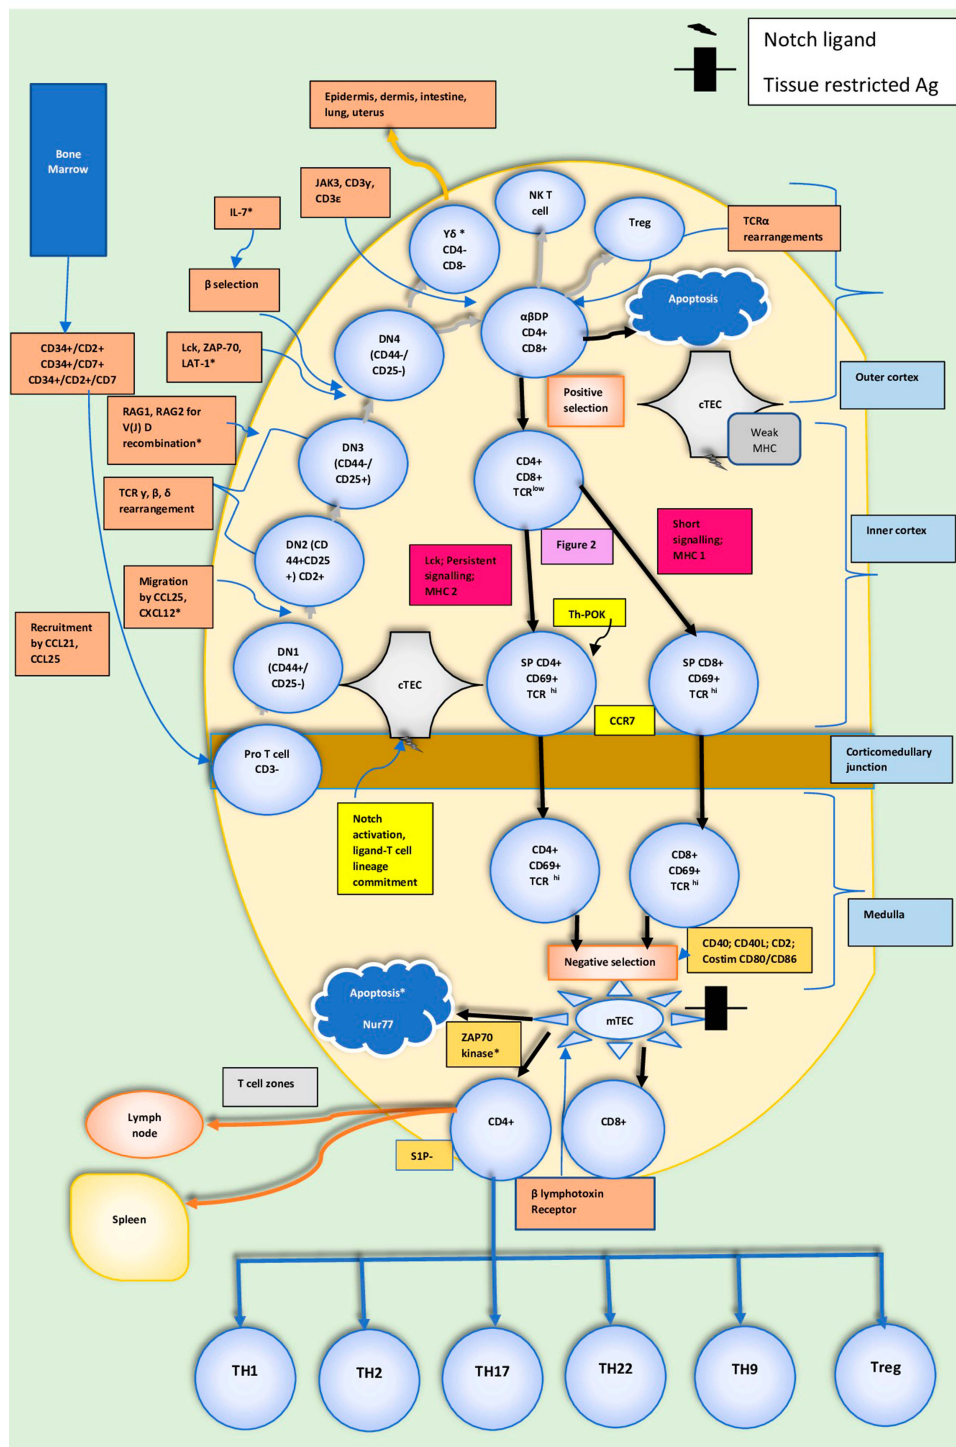 Notch ligand
Tissue restricted Ag
Bone
Marrow
Epidermis, dermis, intestine,
lung, uterus
JAK3, CD3y,
CD3ε
IL-7*
β selection
Yδ *
CD4-
CD8-
NK T
cell
Treg
TCRα
rearrangements
αβDP
CD4+
CD8+
Apoptosis
DN4
(CD44-/
CD25-)
Lck, ZAP-70,
LAT-1*
CD34+/CD2+
CD34+/CD7+
CD34+/CD2+/CD7
Positive
selection
cTEC
Weak
MHC
Outer cortex
RAG1, RAG2 for
V(J) D
recombination*
DN3
(CD44-/
CD25+)
CD4+
CD8+
TCRlow
TCR y, β, δ
rearrangement
Inner cortex
Short
signalling;
MHC 1
Figure 2
Lck; Persistent
signalling;
MHC 2
DN2 (CD
44+CD25
+) CD2+
Migration
by CCL25,
CXCL12*
Th-POK
Recruitment
by CCL21,
CCL25
DN1
(CD44+/
CD25-)
cTEC
SP CD4+
CD69+
TCR hi
SP CD8+
CD69+
TCR hi
CCR7
Pro T cell
CD3-
Corticomedullary
junction
Notch
activation,
ligand-T cell
lineage
commitment
CD4+
CD69+
TCR hi
CD8+
CD69+
TCR hi
Medulla
Negative selection
CD40; CD40L; CD2;
Costim CD80/CD86
Apoptosis*
Nur77
mTEC
ZAP70
kinase*
T cell zones
Lymph
node
CD4+
CD8+
S1P-
β lymphotoxin
Receptor
Spleen
TH1
TH2
TH17
TH22
TH9
Treg